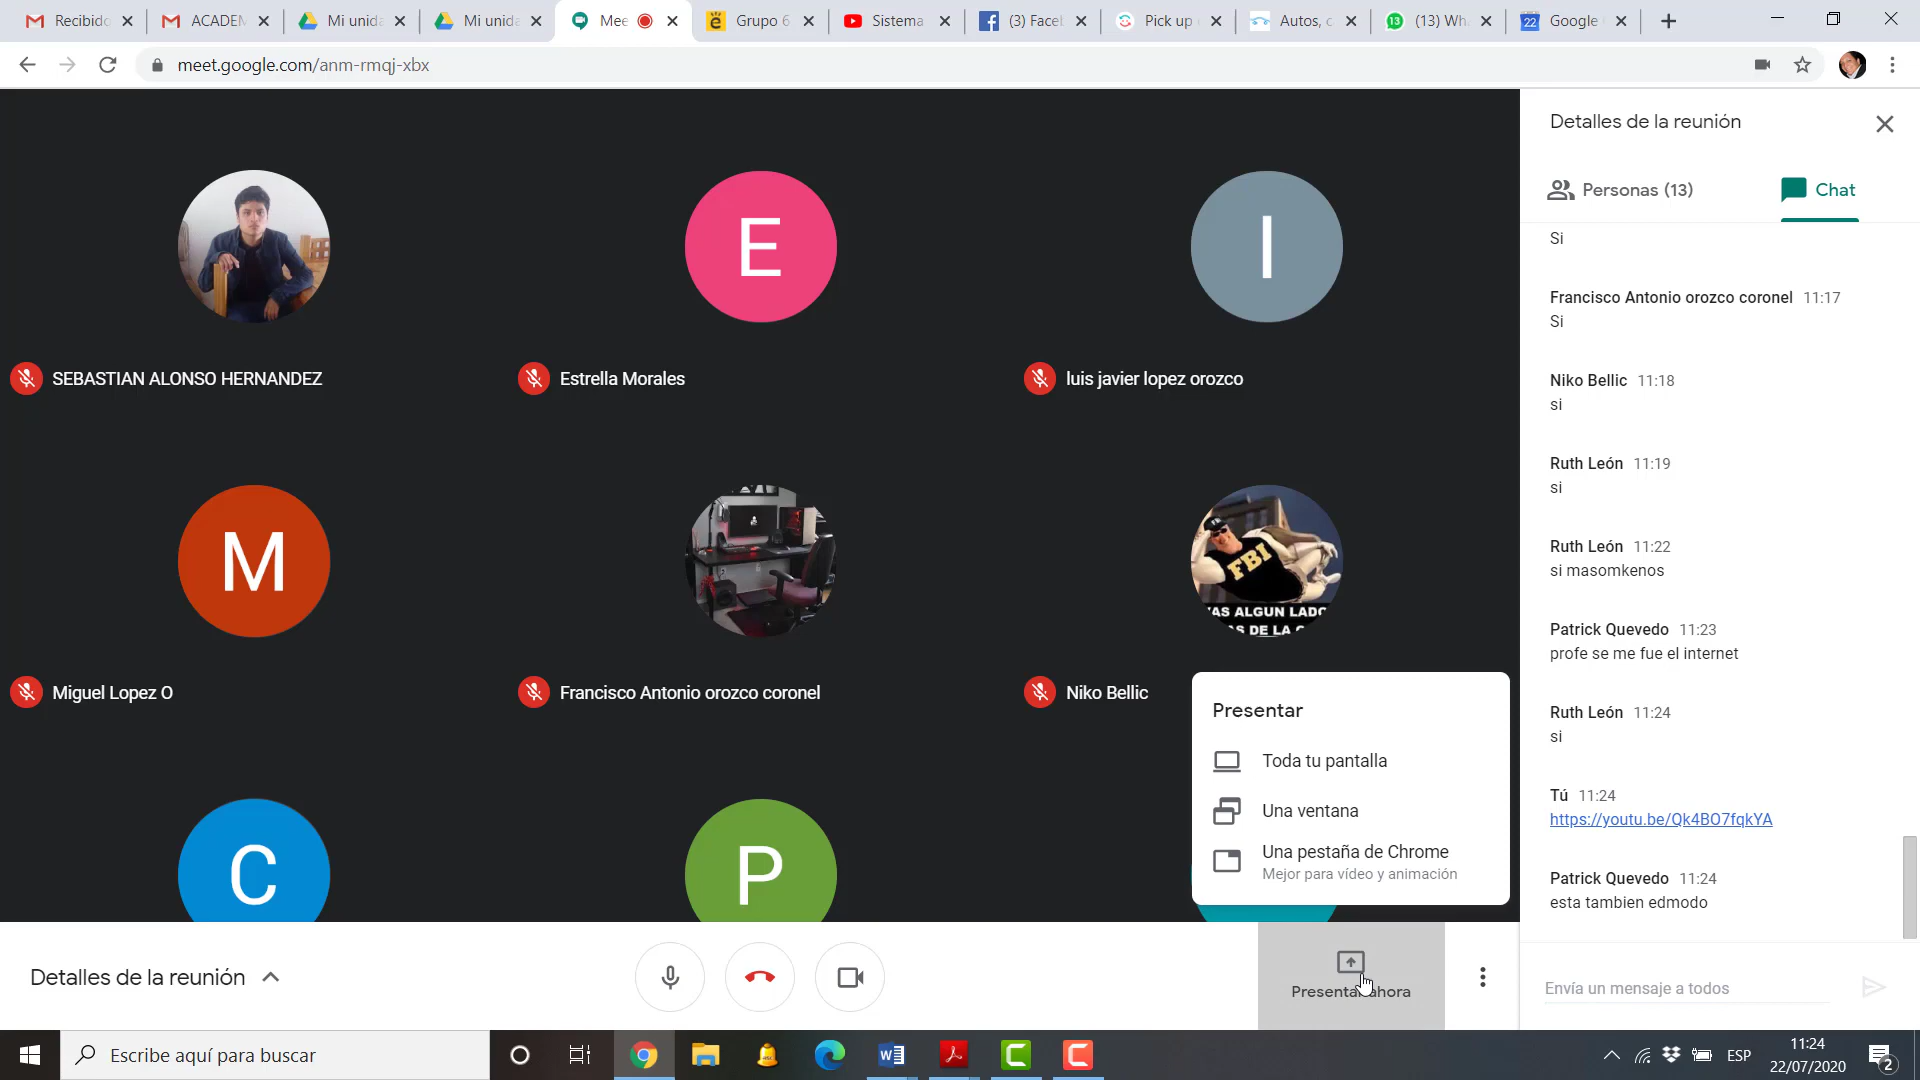 Recibido
ACADEM
Mi unida
Mi unida
Mee
Grupo 6
Sistema
(3) Face
Pick up
Autos, c
(13) Wh
22
Google
meet.google.com/anm-rmqj-xbx
Detalles de la reunión
Personas (13)
Chat
E
I
SEBASTIAN ALONSO HERNANDEZ
Estrella Morales
luis javier lopez orozco
M
FBI
YAS ALGUN LADO
Miguel Lopez O
Francisco Antonio orozco coronel
Niko Bellic
C
P
Presentar
Toda tu pantalla
Una ventana
Una pestaña de Chrome
Mejor para vídeo y animación
Si
Francisco Antonio orozco coronel 11:17
Si
Niko Bellic 11:18
si
Ruth León 11:19
si
Ruth León 11:22
si masomkenos
Patrick Quevedo 11:23
profe se me fue el internet
Ruth León 11:24
si
Tú 11:24
https://youtu.be/Qk4BO7fqkYA
Patrick Quevedo 11:24
esta tambien edmodo
Envía un mensaje a todos
Detalles de la reunión
Presentar ahora
Escribe aquí para buscar
ESP
11:24
22/07/2020
2